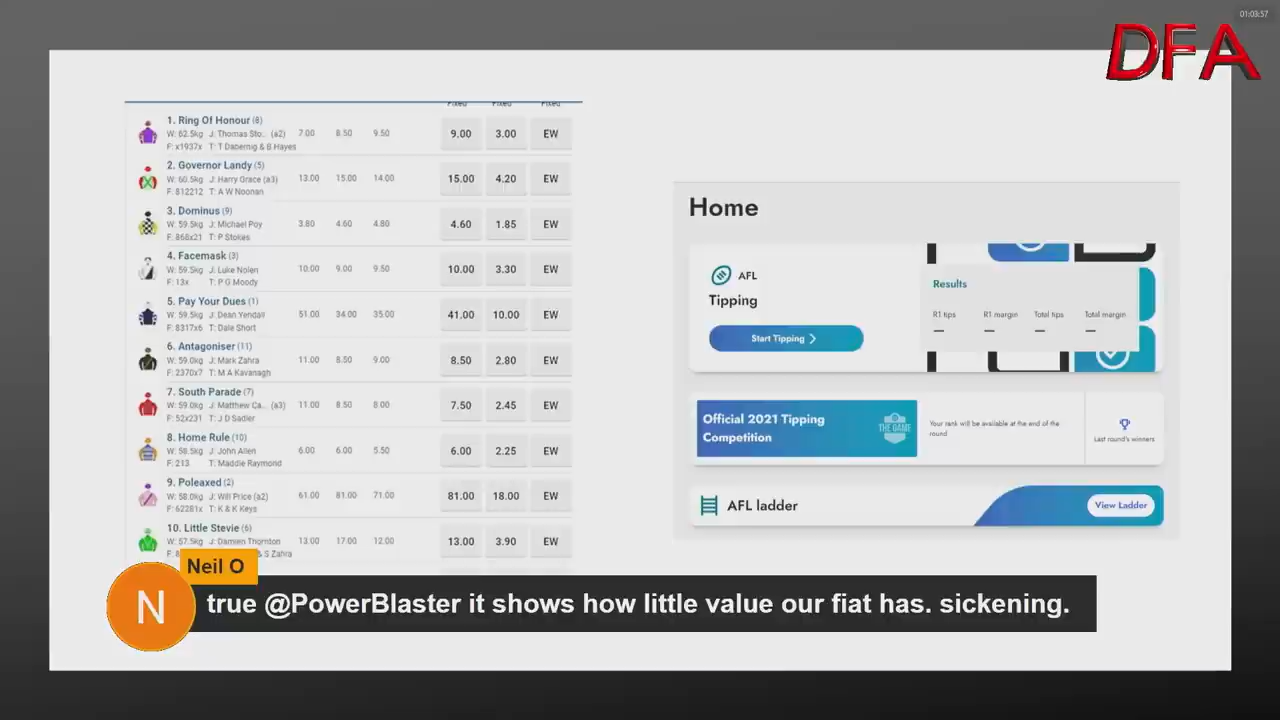 01:03:57
DFA
Fixed Fixed Fixed
1. Ring Of Honour (8)
W: 62.5kg J: Thomas Sto.. (a2) 7.00 8.50 9.50 9.00 3.00 EW
F: x1937x T: T Dabernig & B Hayes
2. Governor Landy (5)
W: 60.5kg J: Harry Grace (a3) 13.00 15.00 14.00 15.00 4.20 EW
F: 812212 T: A W Noonan
3. Dominus (9)
W: 59.5kg J: Michael Poy 3.80 4.60 4.80 4.60 1.85 EW
F: 868x21 T: P Stokes
4. Facemask (3)
W: 59.5kg J: Luke Nolen 10.00 9.00 9.50 10.00 3.30 EW
F: 13x T: P G Moody
5. Pay Your Dues (1)
W: 59.5kg J: Dean Yendall 51.00 34.00 35.00 41.00 10.00 EW
F: 8317x6 T: Dale Short
6. Antagoniser (11)
W: 59.0kg J: Mark Zahra 11.00 8.50 9.00 8.50 2.80 EW
F: 2370x7 T: M A Kavanagh
7. South Parade (7)
W: 59.0kg J: Matthew Ca... (a3) 11.00 8.50 8.00 7.50 2.45 EW
F: 52x231 T: J D Sadler
8. Home Rule (10)
W: 58.5kg J: John Allen 6.00 6.00 5.50 6.00 2.25 EW
F: 213 T: Maddie Raymond
9. Poleaxed (2)
W: 58.0kg J: Will Price (a2) 61.00 81.00 71.00 81.00 18.00 EW
F: 62281x T: K & K Keys
10. Little Stevie (6)
W: 57.5kg J: Damien Thornton 13.00 17.00 12.00 13.00 3.90 EW
& S Zahra
Home
AFL
Tipping
Start Tipping
Results
R1 tips R1 margin Total tips Total margin
— — — —
Official 2021 Tipping
Competition
THE GAME
Your rank will be available at the end of the
round
Last round's winners
AFL ladder
View Ladder
Neil O
N
true @PowerBlaster it shows how little value our fiat has. sickening.